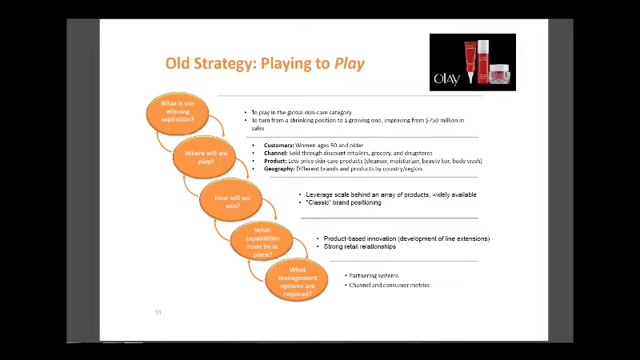 Old Strategy: Playing to Play
OLAY
What is our
winning
aspiration?
• To play in the global skin-care category
• To turn from a shrinking position to a growing one, improving from $750 million in
sales
Where will we
play?
• Customers: Women ages 50 and older
• Channel: Sold through discount retailers, grocery, and drugstores
• Product: Low-price skin-care products (cleanser, moisturizer, beauty bar, body wash)
• Geography: Different brands and products by country/region
How will we
win?
• Leverage scale behind an array of products, widely available
• "Classic" brand positioning
What
capabilities
must be in
place?
• Product-based innovation (development of line extensions)
• Strong retail relationships
What
management
systems are
required?
• Partnering systems
• Channel and consumer metrics